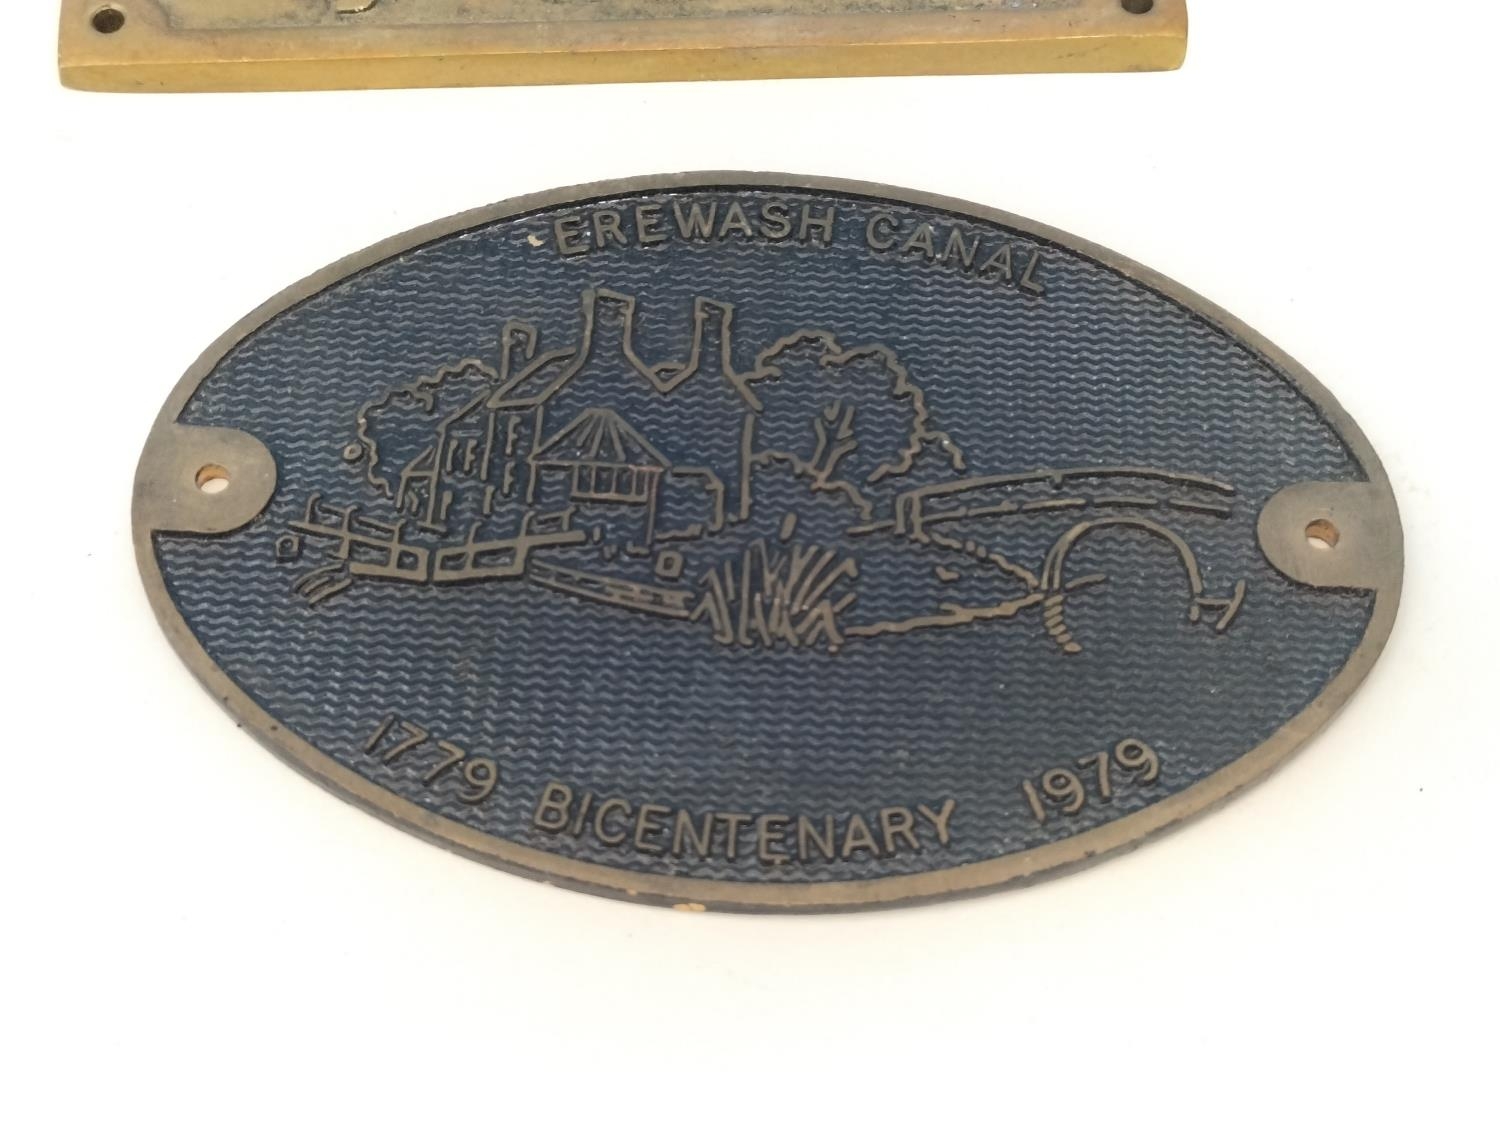 EREWASH CANAL
1779 BICENTENARY 1979